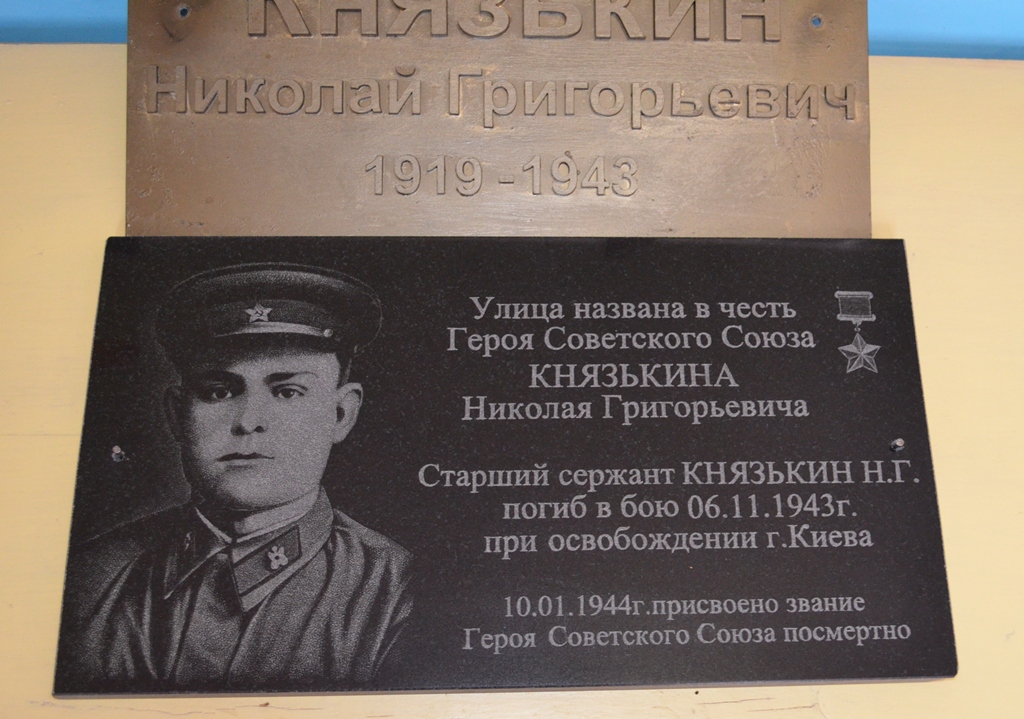 КНЯЗЬКИН
Николай Григорьевич
1919 - 1943
Улица названа в честь
Героя Советского Союза
КНЯЗЬКИНА
Николая Григорьевича
Старший сержант КНЯЗЬКИН Н.Г.
погиб в бою 06.11.1943г.
при освобождении г.Киева
10.01.1944г.присвоено звание
Героя Советского Союза посмертно